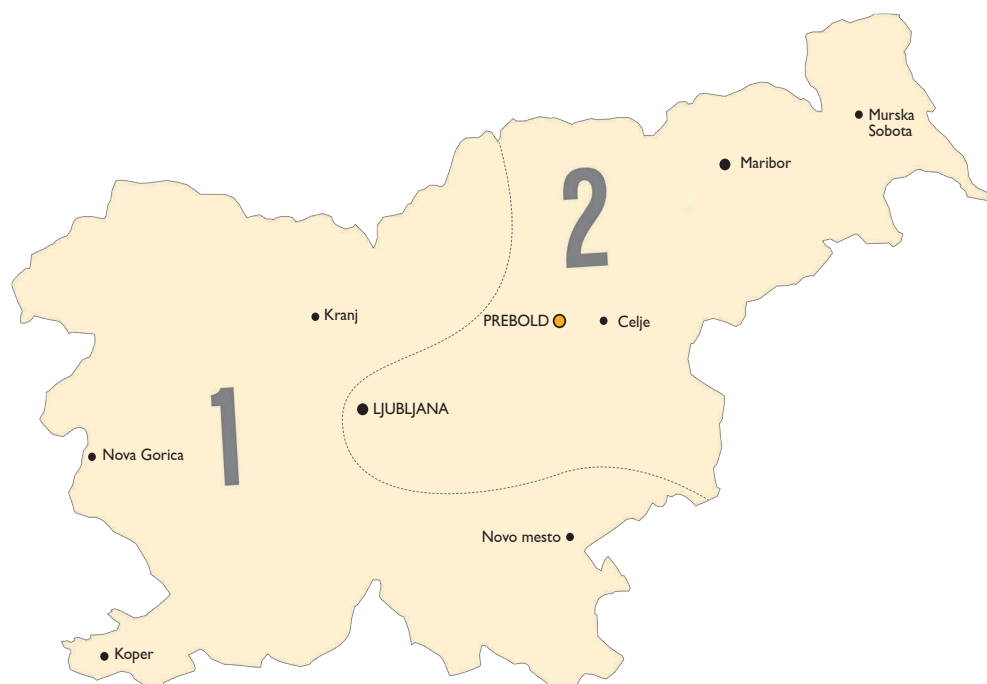 Murska
Sobota
Maribor
2
Kranj
PREBOLD
Celje
1
LJUBLJANA
Nova Gorica
Novo mesto
Koper